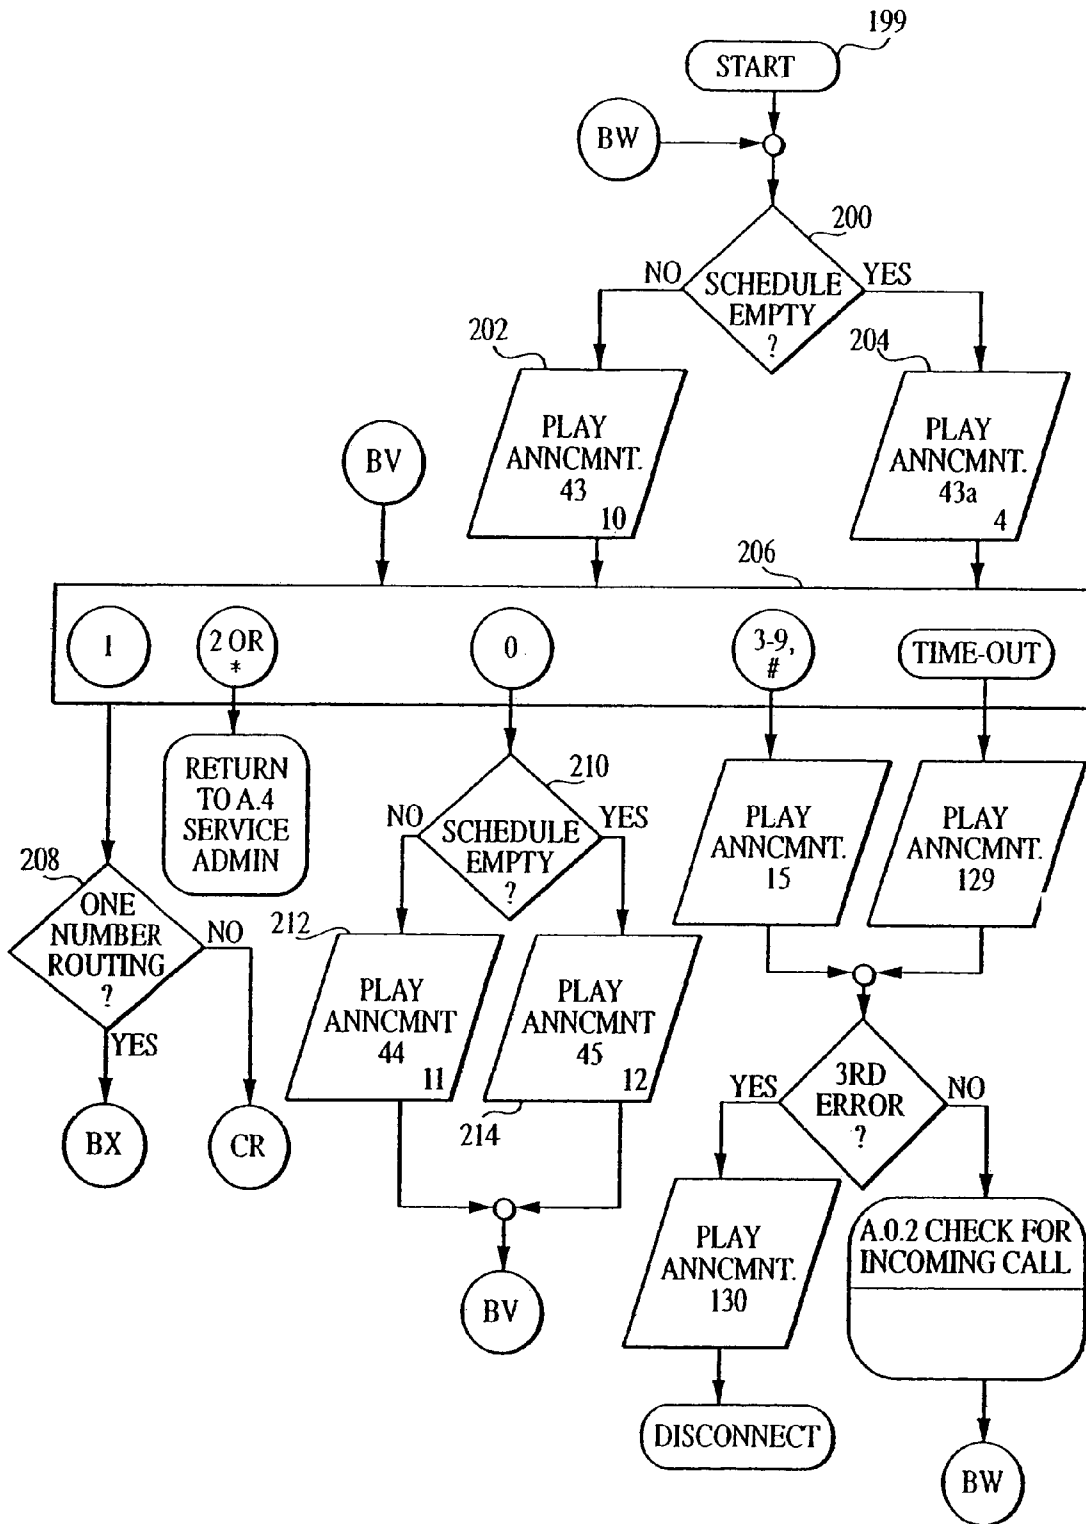 199
START
BW
200
NO
SCHEDULE
EMPTY
?
YES
202
PLAY
ANNCMNT.
43
10
204
PLAY
ANNCMNT.
43a
4
BV
206
1
2 OR
*
0
3-9,
#
TIME-OUT
RETURN
TO A.4
SERVICE
ADMIN
210
NO
SCHEDULE
EMPTY
?
YES
PLAY
ANNCMNT.
15
PLAY
ANNCMNT.
129
208
ONE
NUMBER
ROUTING
?
NO
YES
212
PLAY
ANNCMNT
44
11
PLAY
ANNCMNT
45
12
214
BX
CR
BV
YES
3RD
ERROR
?
NO
PLAY
ANNCMNT.
130
A.0.2 CHECK FOR
INCOMING CALL
DISCONNECT
BW